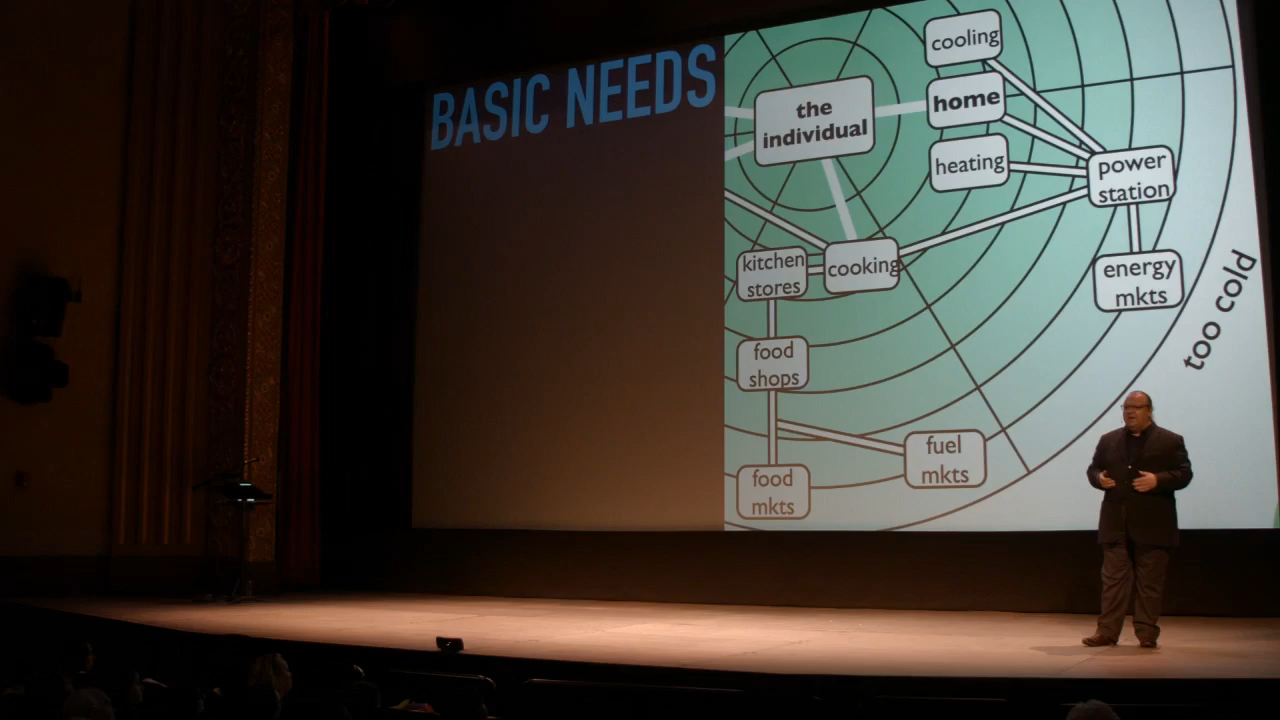 BASIC NEEDS
the
individual
cooling
home
heating
power
station
kitchen
stores
cooking
energy
mkts
too cold
food
shops
fuel
mkts
food
mkts